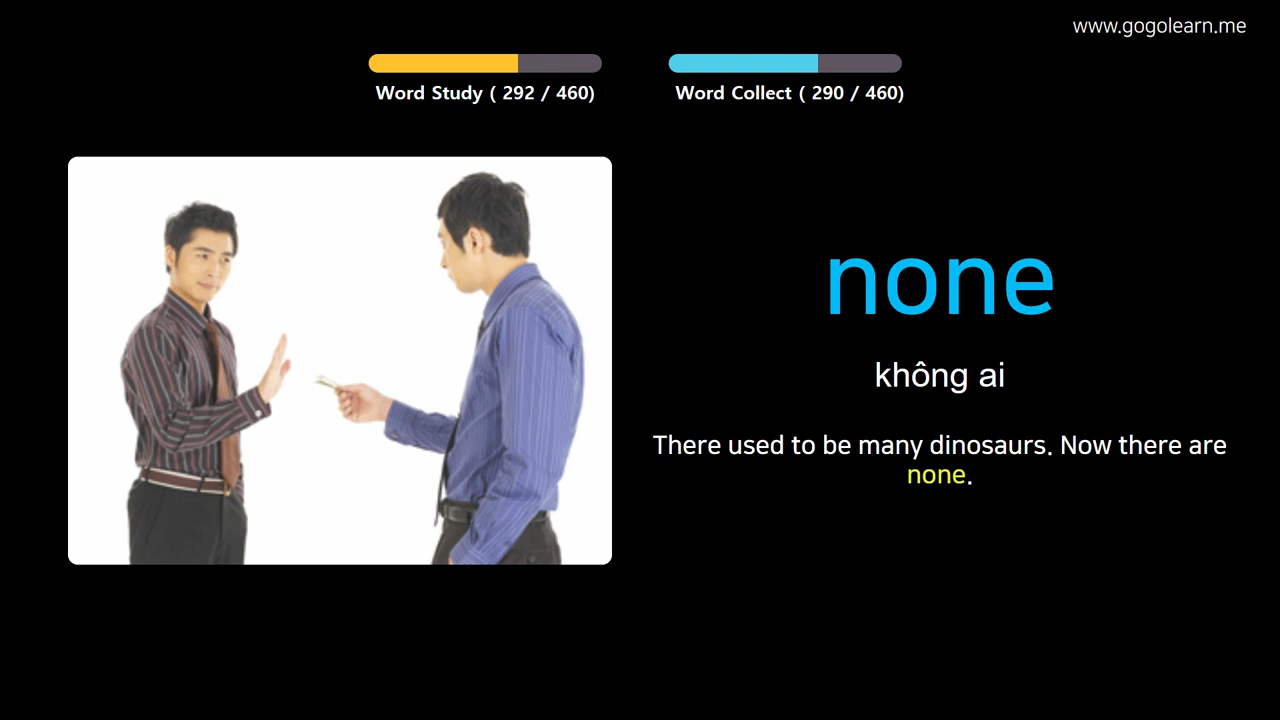 www.gogolearn.me
Word Study ( 292 / 460)
Word Collect ( 290 / 460)
none
không ai
There used to be many dinosaurs. Now there are
none.